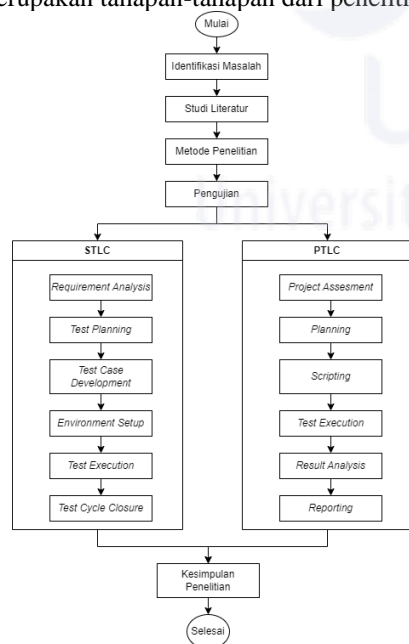 erupakan tahapan-tahapan dari peneliti
Mulai
Identifikasi Masalah
Studi Literatur
Metode Penelitian
Pengujian
Univers
STLC
Requirement Analysis
Test Planning
Test Case
Development
Environment Setup
Test Execution
Test Cycle Closure
PTLC
Project Assesment
Planning
Scripting
Test Execution
Result Analysis
Reporting
Kesimpulan
Penelitian
Selesai